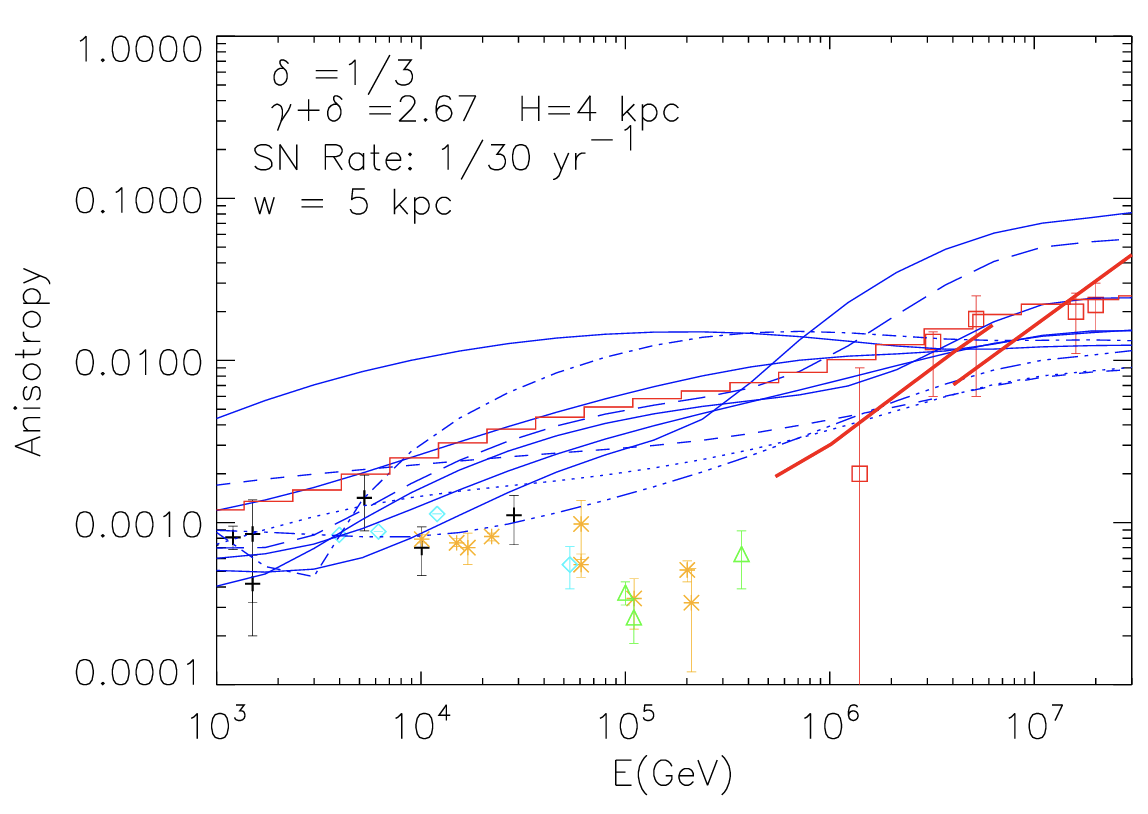 1.0000
δ =1/3
γ+δ =2.67 H=4 kpc
SN Rate: 1/30 yr⁻¹
0.1000
w = 5 kpc
Anisotropy
0.0100
0.0010
0.0001
10³ 10⁴ 10⁵ 10⁶ 10⁷
E(GeV)